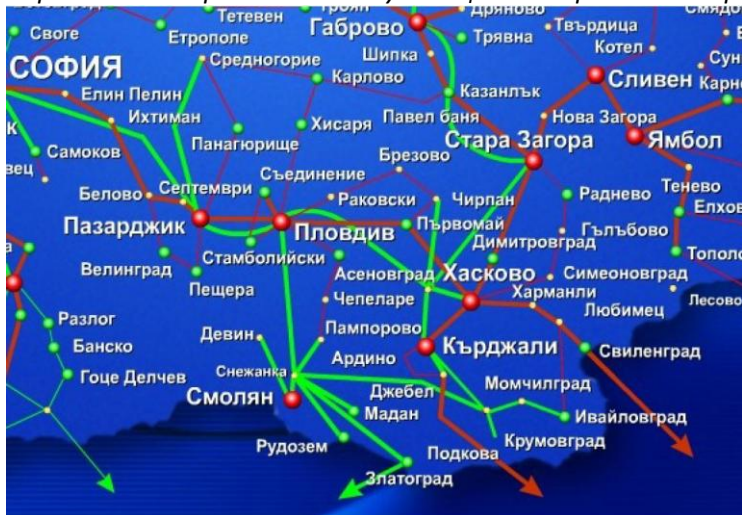 Тетевен
Дряново
Свога
Етрополе
Габрово
Трявна
Твърдица
Котел
СОФИЯ
Средногорие
Шипка
Карлово
Казанлък
Сливен
Елин Пелин
Ихтиман
Павел баня
Нова Загора
Хисаря
Стара Загора
Ямбол
Самоков
Панагюрище
Брезово
Съединение
Белово
Септември
Раковски
Чирпан
Раднево
Тенево
Пазарджик
Пловдив
Първомай
Гълъбово
Димитровград
Стамболийски
Велинград
Асеновград
Хасково
Симеоновград
Пещера
Чепеларе
Харманли
Лесово
Любимец
Разлог
Девин
Пампорово
Банско
Ардино
Кърджали
Свиленград
Гоце Делчев
Снежанка
Момчилград
Смолян
Джебел
Мадан
Ивайловград
Рудозем
Крумовград
Подкова
Златоград